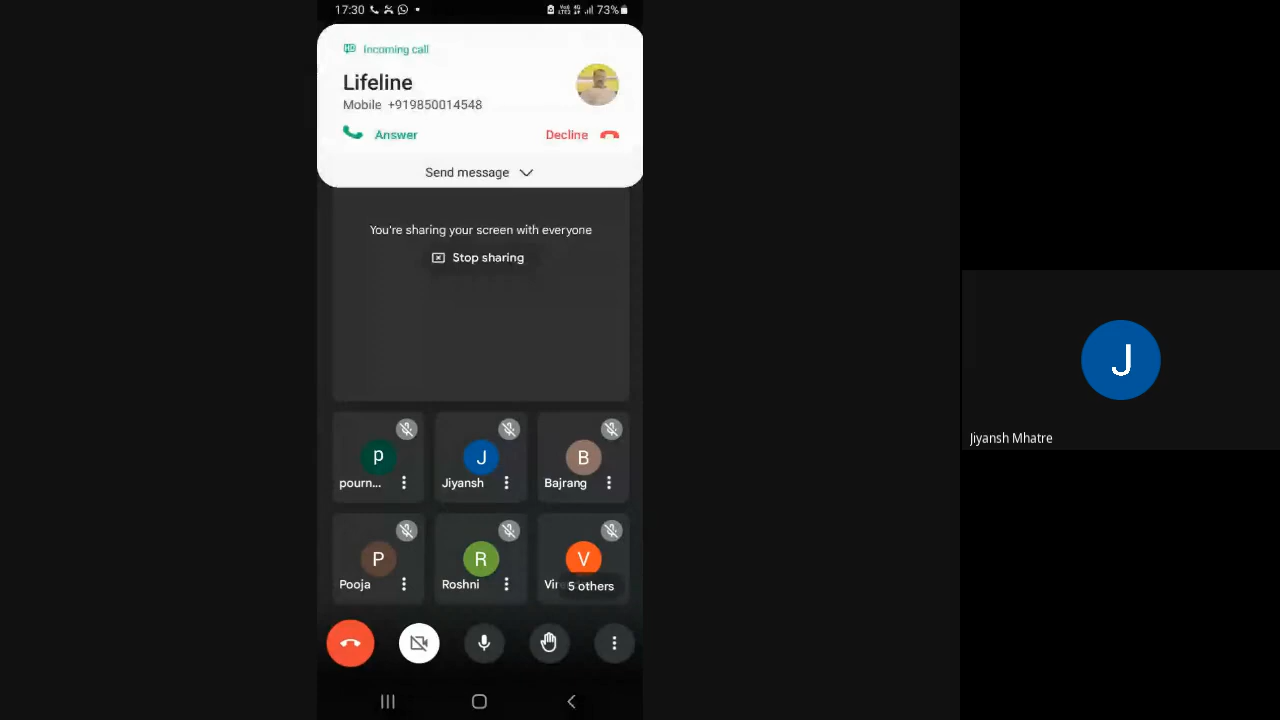 17:30 73%
Incoming call
Lifeline
Mobile +919850014548
Answer Decline
Send message
You're sharing your screen with everyone
Stop sharing
p J B
pourn... Jiyansh Bajrang
P R V
Pooja Roshni Vir 5 others
J
Jiyansh Mhatre